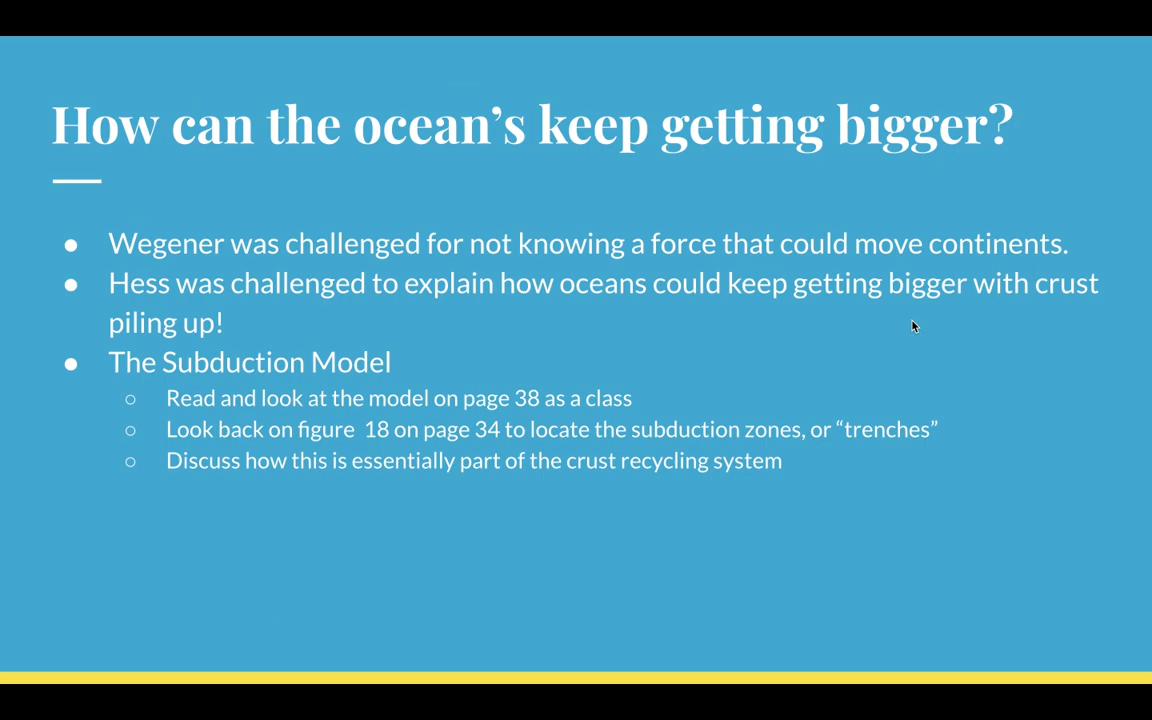 How can the ocean’s keep getting bigger?
● Wegener was challenged for not knowing a force that could move continents.
● Hess was challenged to explain how oceans could keep getting bigger with crust
piling up!
● The Subduction Model
○ Read and look at the model on page 38 as a class
○ Look back on figure  18 on page 34 to locate the subduction zones, or “trenches”
○ Discuss how this is essentially part of the crust recycling system